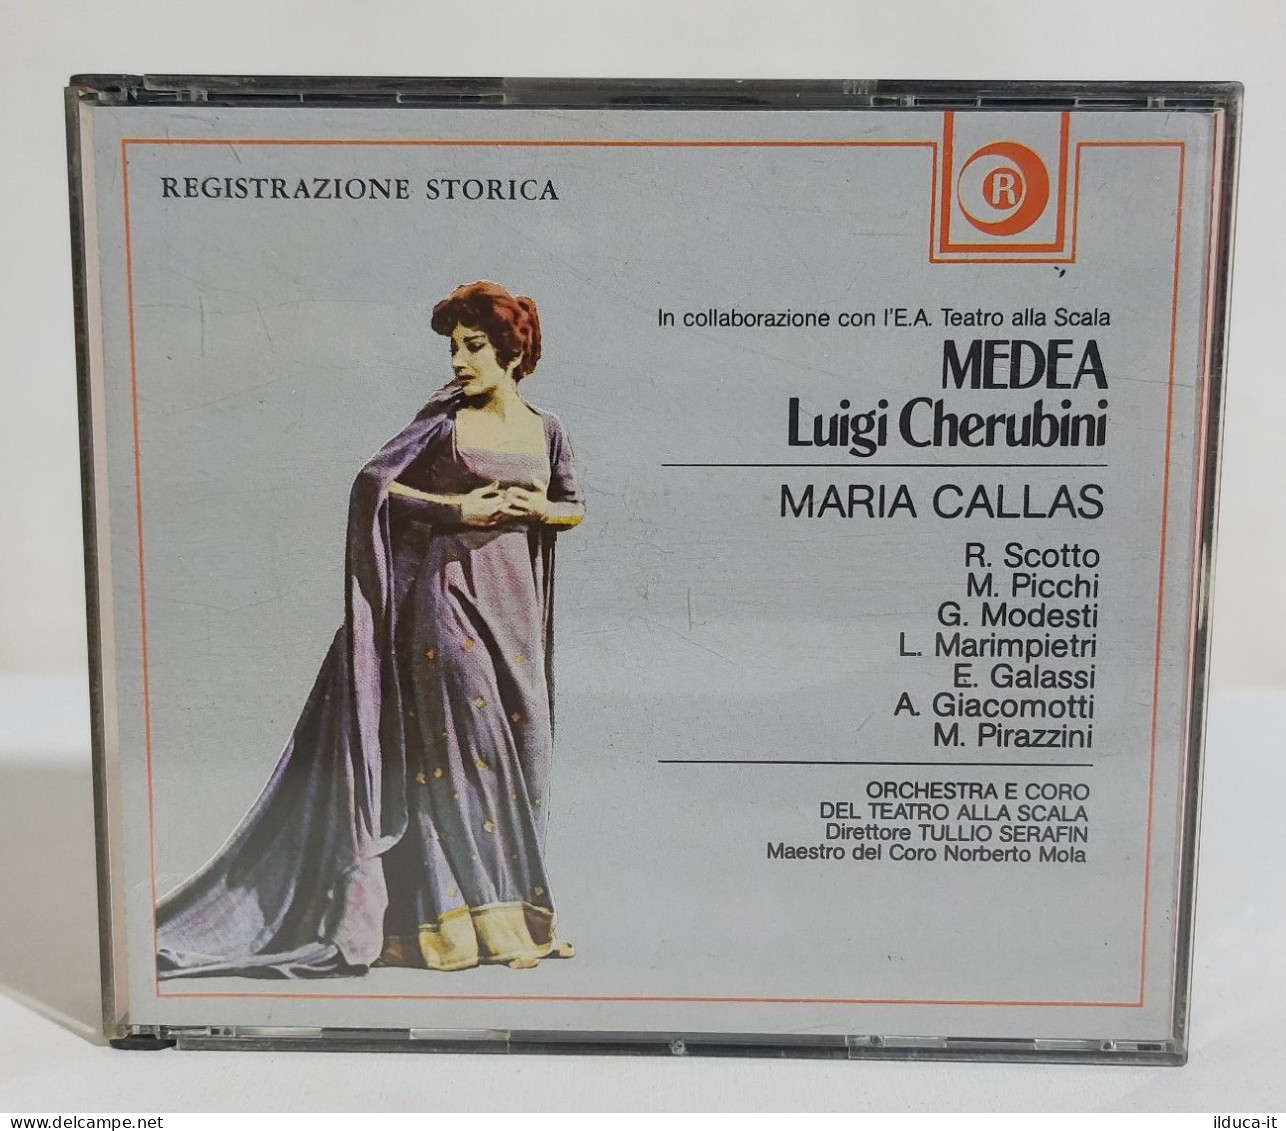 REGISTRAZIONE STORICA
R
In collaborazione con l'E.A. Teatro alla Scala
MEDEA
Luigi Cherubini
MARIA CALLAS
R. Scotto
M. Picchi
G. Modesti
L. Marimpietri
E. Galassi
A. Giacomotti
M. Pirazzini
ORCHESTRA E CORO
DEL TEATRO ALLA SCALA
Direttore TULLIO SERAFIN
Maestro del Coro Norberto Mola
www.delcampe.net
ilduca-it